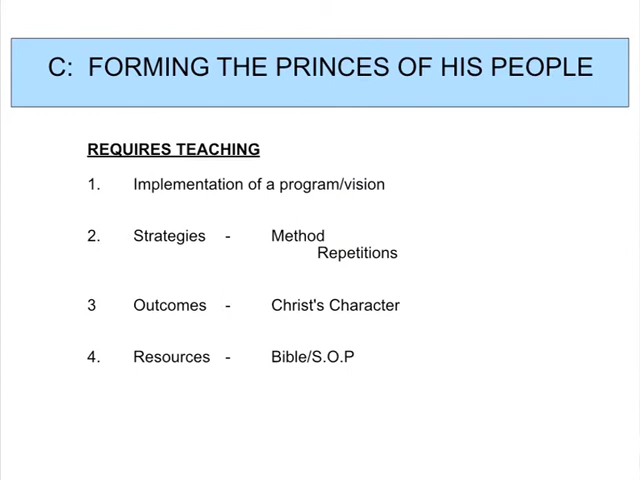 C: FORMING THE PRINCES OF HIS PEOPLE
REQUIRES TEACHING
1. Implementation of a program/vision
2. Strategies - Method
Repetitions
3 Outcomes - Christ's Character
4. Resources - Bible/S.O.P